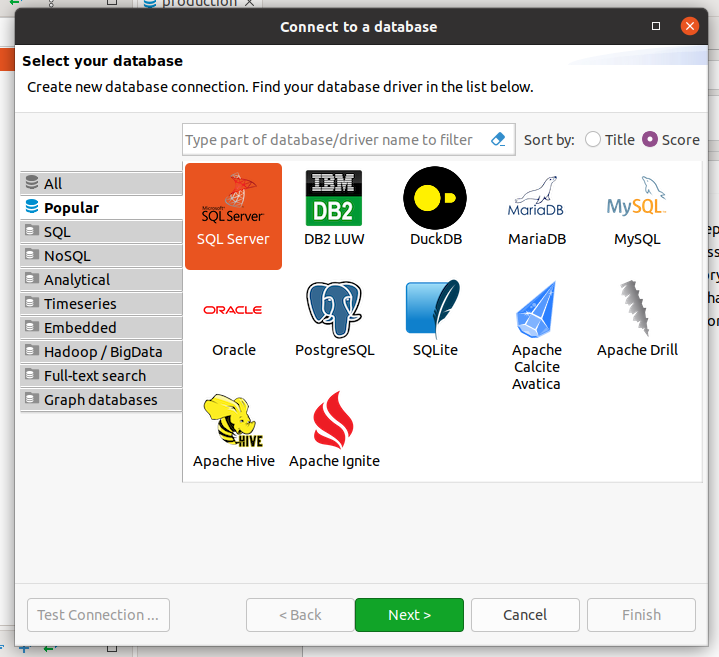 production
Connect to a database
Select your database
Create new database connection. Find your database driver in the list below.
Type part of database/driver name to filter
Sort by:
Title
Score
All
Popular
SQL
NoSQL
Analytical
Timeseries
Embedded
Hadoop / BigData
Full-text search
Graph databases
Microsoft
SQL Server
SQL Server
IBM
DB2
DB2 LUW
DuckDB
MariaDB
MariaDB
MySQL
MySQL
ORACLE
Oracle
PostgreSQL
SQLite
Apache
Calcite
Avatica
Apache Drill
HIVE
Apache Hive
Apache Ignite
Test Connection ...
< Back
Next >
Cancel
Finish